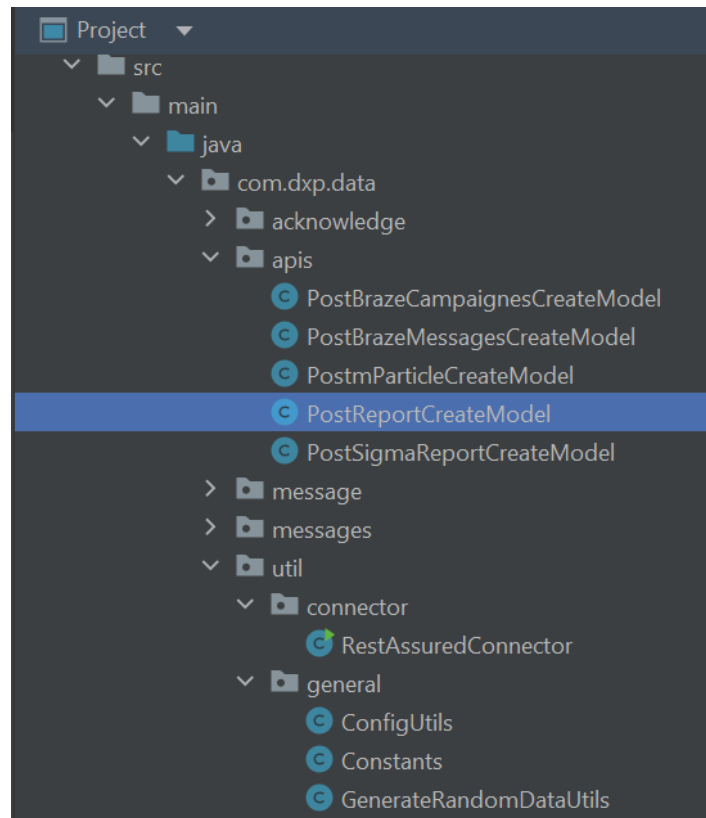 Project
src
main
java
com.dxp.data
acknowledge
apis
C PostBrazeCampaignesCreateModel
C PostBrazeMessagesCreateModel
C PostmParticleCreateModel
C PostReportCreateModel
C PostSigmaReportCreateModel
message
messages
util
connector
C RestAssuredConnector
general
C ConfigUtils
C Constants
C GenerateRandomDataUtils